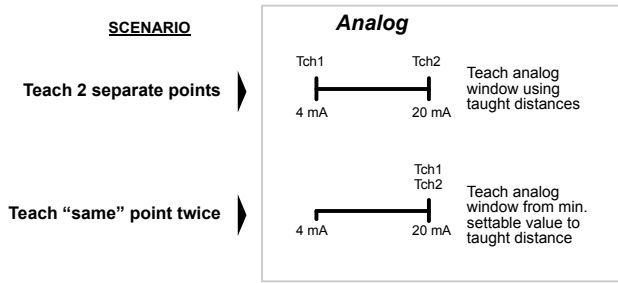 SCENARIO
Analog
Teach 2 separate points
Tch1
Tch2
4 mA
20 mA
Teach analog
window using
taught distances
Teach “same” point twice
Tch1
Tch2
4 mA
20 mA
Teach analog
window from min.
settable value to
taught distance